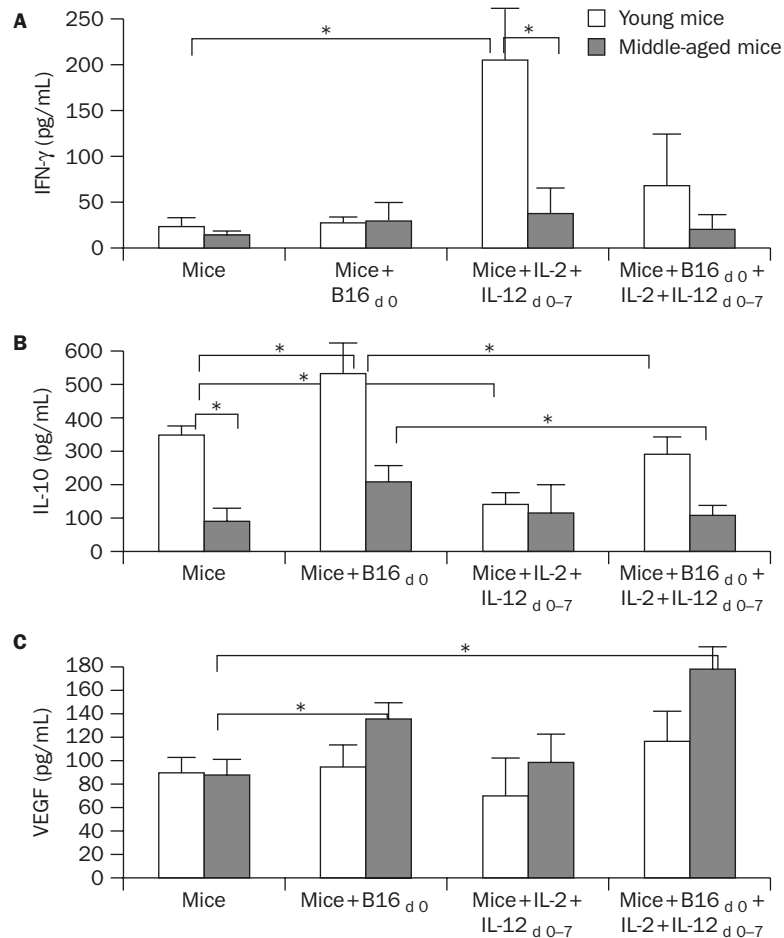 A
Young mice
Middle-aged mice
*
*
IFN-γ (pg/mL)
250
200
150
100
50
0
Mice
Mice+
B16 d 0
Mice+IL-2+
IL-12 d 0–7
Mice+B16 d 0 +
IL-2+IL-12 d 0–7
B
*
*
*
*
*
IL-10 (pg/mL)
600
500
400
300
200
100
0
Mice
Mice+B16 d 0
Mice+IL-2+
IL-12 d 0–7
Mice+B16 d 0 +
IL-2+IL-12 d 0–7
C
*
*
VEGF (pg/mL)
180
160
140
120
100
80
60
40
20
0
Mice
Mice+B16 d 0
Mice+IL-2+
IL-12 d 0–7
Mice+B16 d 0 +
IL-2+IL-12 d 0–7